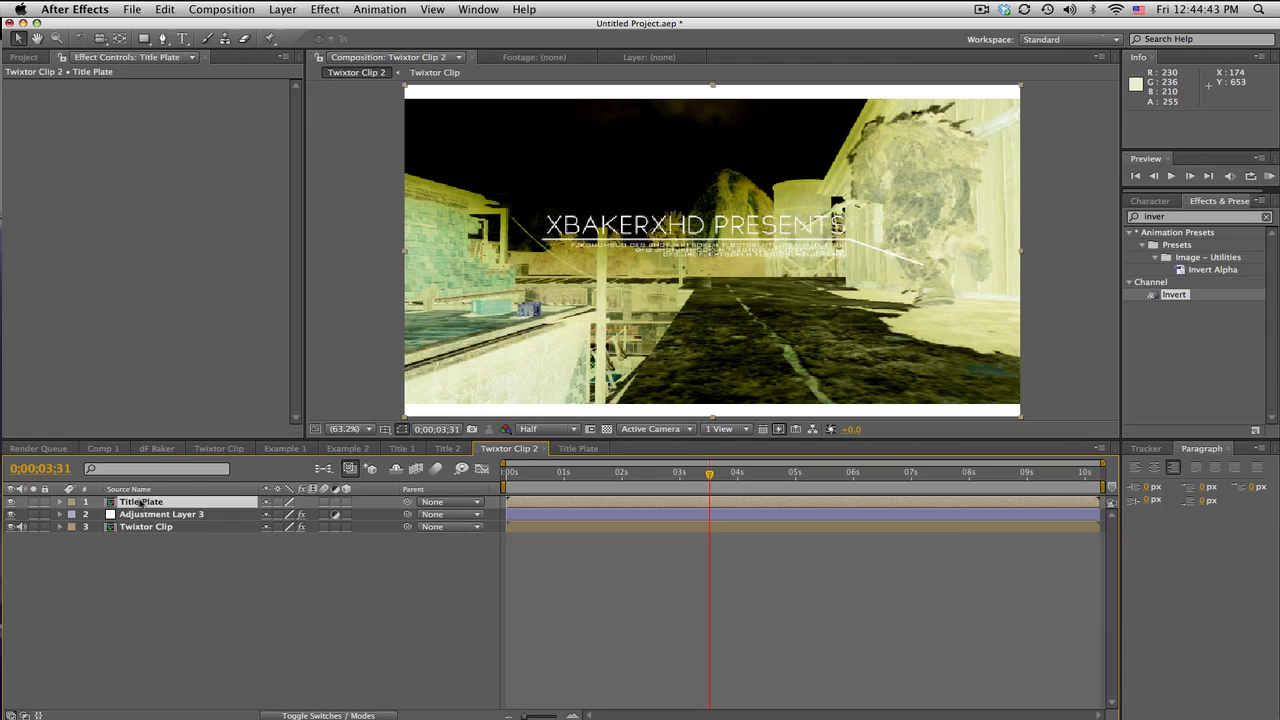 After Effects File Edit Composition Layer Effect Animation View Window Help Fri 12:44:43 PM
Untitled Project.aep *
Workspace: Standard Search Help
Project Effect Controls: Title Plate Composition: Twixtor Clip 2 Footage: (none) Layer: (none) Info
Twixtor Clip 2 • Title Plate Twixtor Clip 2 Twixtor Clip
R: 230 X: 174
G: 236 Y: 653
B: 210
A: 255
Preview
Character Effects & Prese
inver
* Animation Presets
Presets
Image – Utilities
Invert Alpha
Channel
Invert
XBAKERXHD PRESENTS
(63.2%) 0;00;03;31 Half Active Camera 1 View +0.0
Render Queue Comp 1 dF Baker Twixtor Clip Example 1 Example 2 Title 1 Title 2 Twixtor Clip 2 Title Plate Tracker Paragraph
0;00;03;31 :00s 01s 02s 03s 04s 05s 06s 07s 08s 09s 10s
# Source Name fx Parent
0 px 0 px 0 px
0 px 0 px
1 Title Plate None
2 Adjustment Layer 3 fx None
3 Twixtor Clip fx None
Toggle Switches / Modes